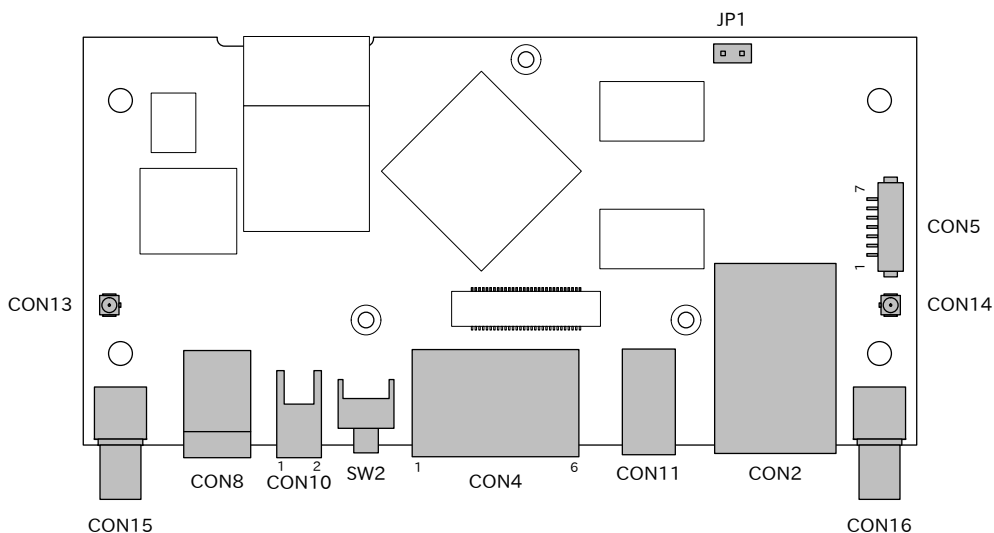 JP1
7
CON5
1
CON13
CON14
1 2
1 6
CON8
CON10
SW2
CON4
CON11
CON2
CON15
CON16